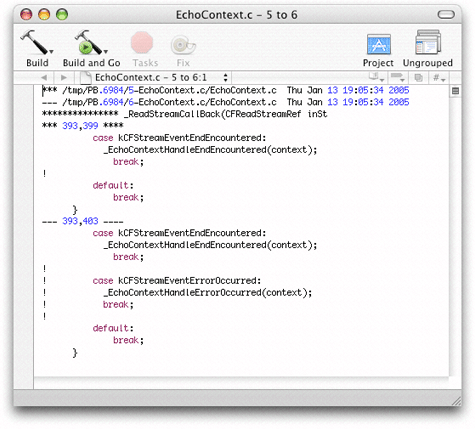 EchoContext.c – 5 to 6
Build Build and Go Tasks Fix Project Ungrouped
EchoContext.c – 5 to 6:1
*** /tmp/PB.6984/5-EchoContext.c/EchoContext.c  Thu Jan 13 19:05:34 2005
--- /tmp/PB.6984/6-EchoContext.c/EchoContext.c  Thu Jan 13 19:05:34 2005
*************** _ReadStreamCallBack(CFReadStreamRef inSt
*** 393,399 ****
case kCFStreamEventEndEncountered:
_EchoContextHandleEndEncountered(context);
break;
!
default:
break;
}
--- 393,403 ----
case kCFStreamEventEndEncountered:
_EchoContextHandleEndEncountered(context);
break;
!
! case kCFStreamEventErrorOccurred:
! _EchoContextHandleErrorOccurred(context);
! break;
!
default:
break;
}